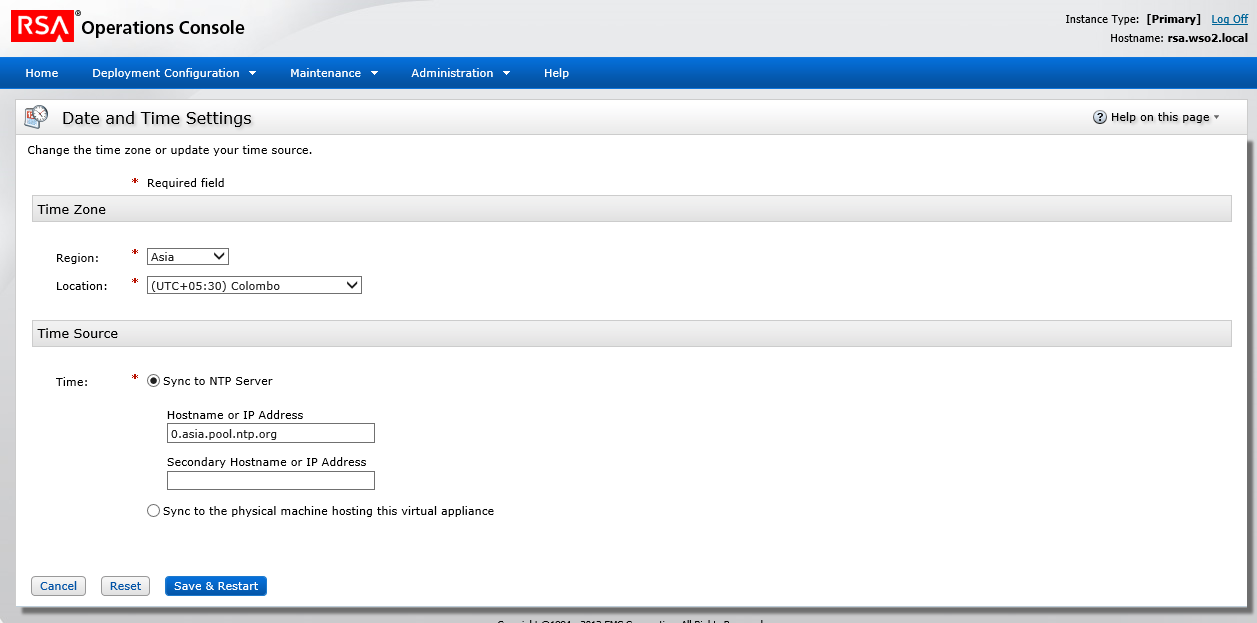 RSA® Operations Console
Instance Type: [Primary] Log Off
Hostname: rsa.wso2.local
Home Deployment Configuration Maintenance Administration Help
Date and Time Settings
? Help on this page
Change the time zone or update your time source.
* Required field
Time Zone
Region: * Asia
Location: * (UTC+05:30) Colombo
Time Source
Time: * Sync to NTP Server
Hostname or IP Address
0.asia.pool.ntp.org
Secondary Hostname or IP Address
Sync to the physical machine hosting this virtual appliance
Cancel Reset Save & Restart